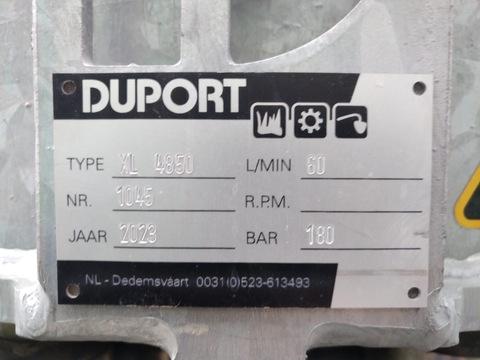 DUPORT
TYPE XL 4850 L/MIN 60
NR. 1045 R.P.M.
JAAR 2023 BAR 180
NL - Dedemsvaart 0031(0)523-613493